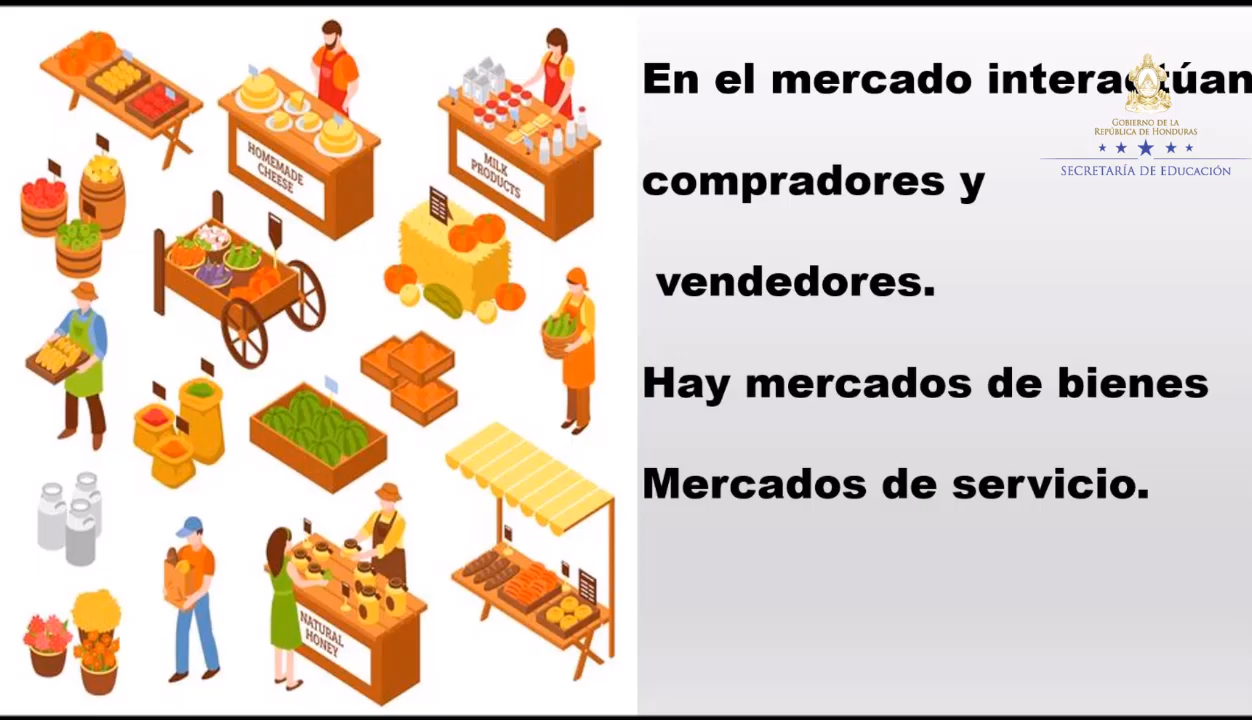 En el mercado interactúan
compradores y
vendedores.
Hay mercados de bienes
Mercados de servicio.
GOBIERNO DE LA
REPÚBLICA DE HONDURAS
SECRETARÍA DE EDUCACIÓN
HOMEMADE
CHEESE
MILK
PRODUCTS
NATURAL
HONEY